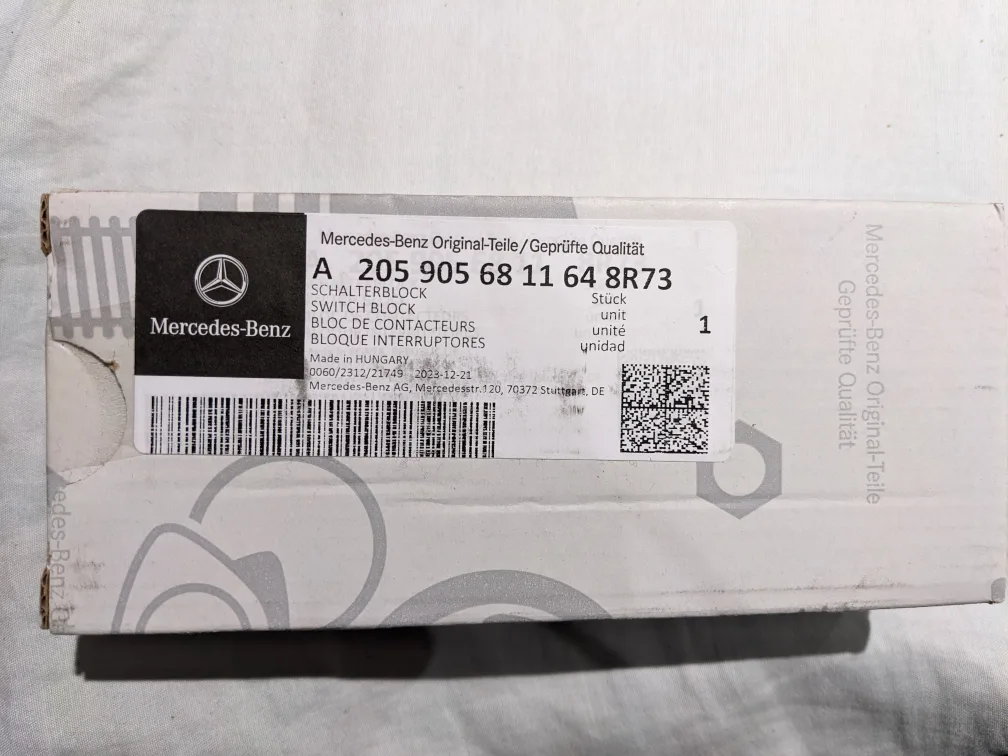 Mercedes-Benz
Mercedes-Benz Original-Teile/Geprüfte Qualität
A 205 905 68 11 64 8R73
SCHALTERBLOCK
SWITCH BLOCK
BLOC DE CONTACTEURS
BLOQUE INTERRUPTORES
Stück
unit
unité
unidad
1
Made in HUNGARY
0060/2312/21749 2023-12-21
Mercedes-Benz AG, Mercedesstr.120, 70372 Stuttgart, DE
Mercedes-Benz Original-Teile
Geprüfte Qualität